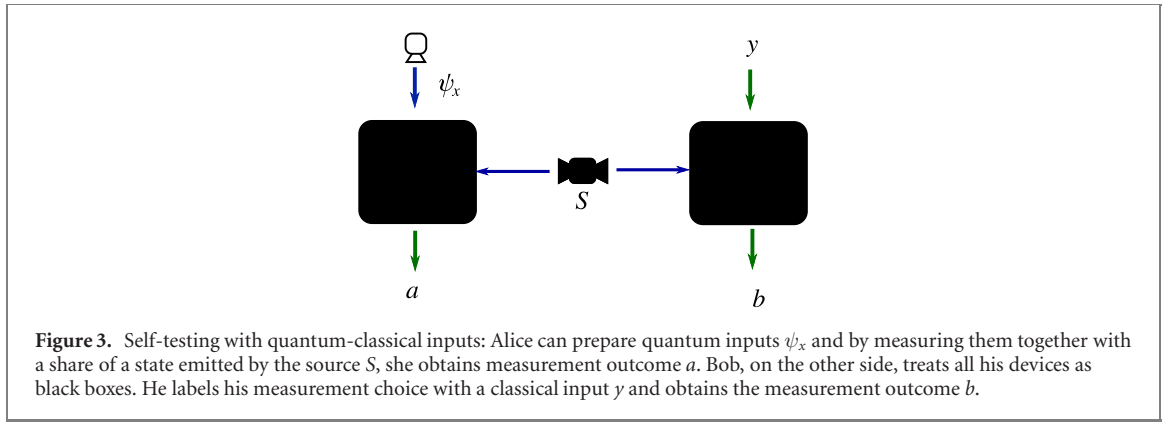 y
ψx
S
a
b
Figure 3. Self-testing with quantum-classical inputs: Alice can prepare quantum inputs ψx and by measuring them together with
a share of a state emitted by the source S, she obtains measurement outcome a. Bob, on the other side, treats all his devices as
black boxes. He labels his measurement choice with a classical input y and obtains the measurement outcome b.